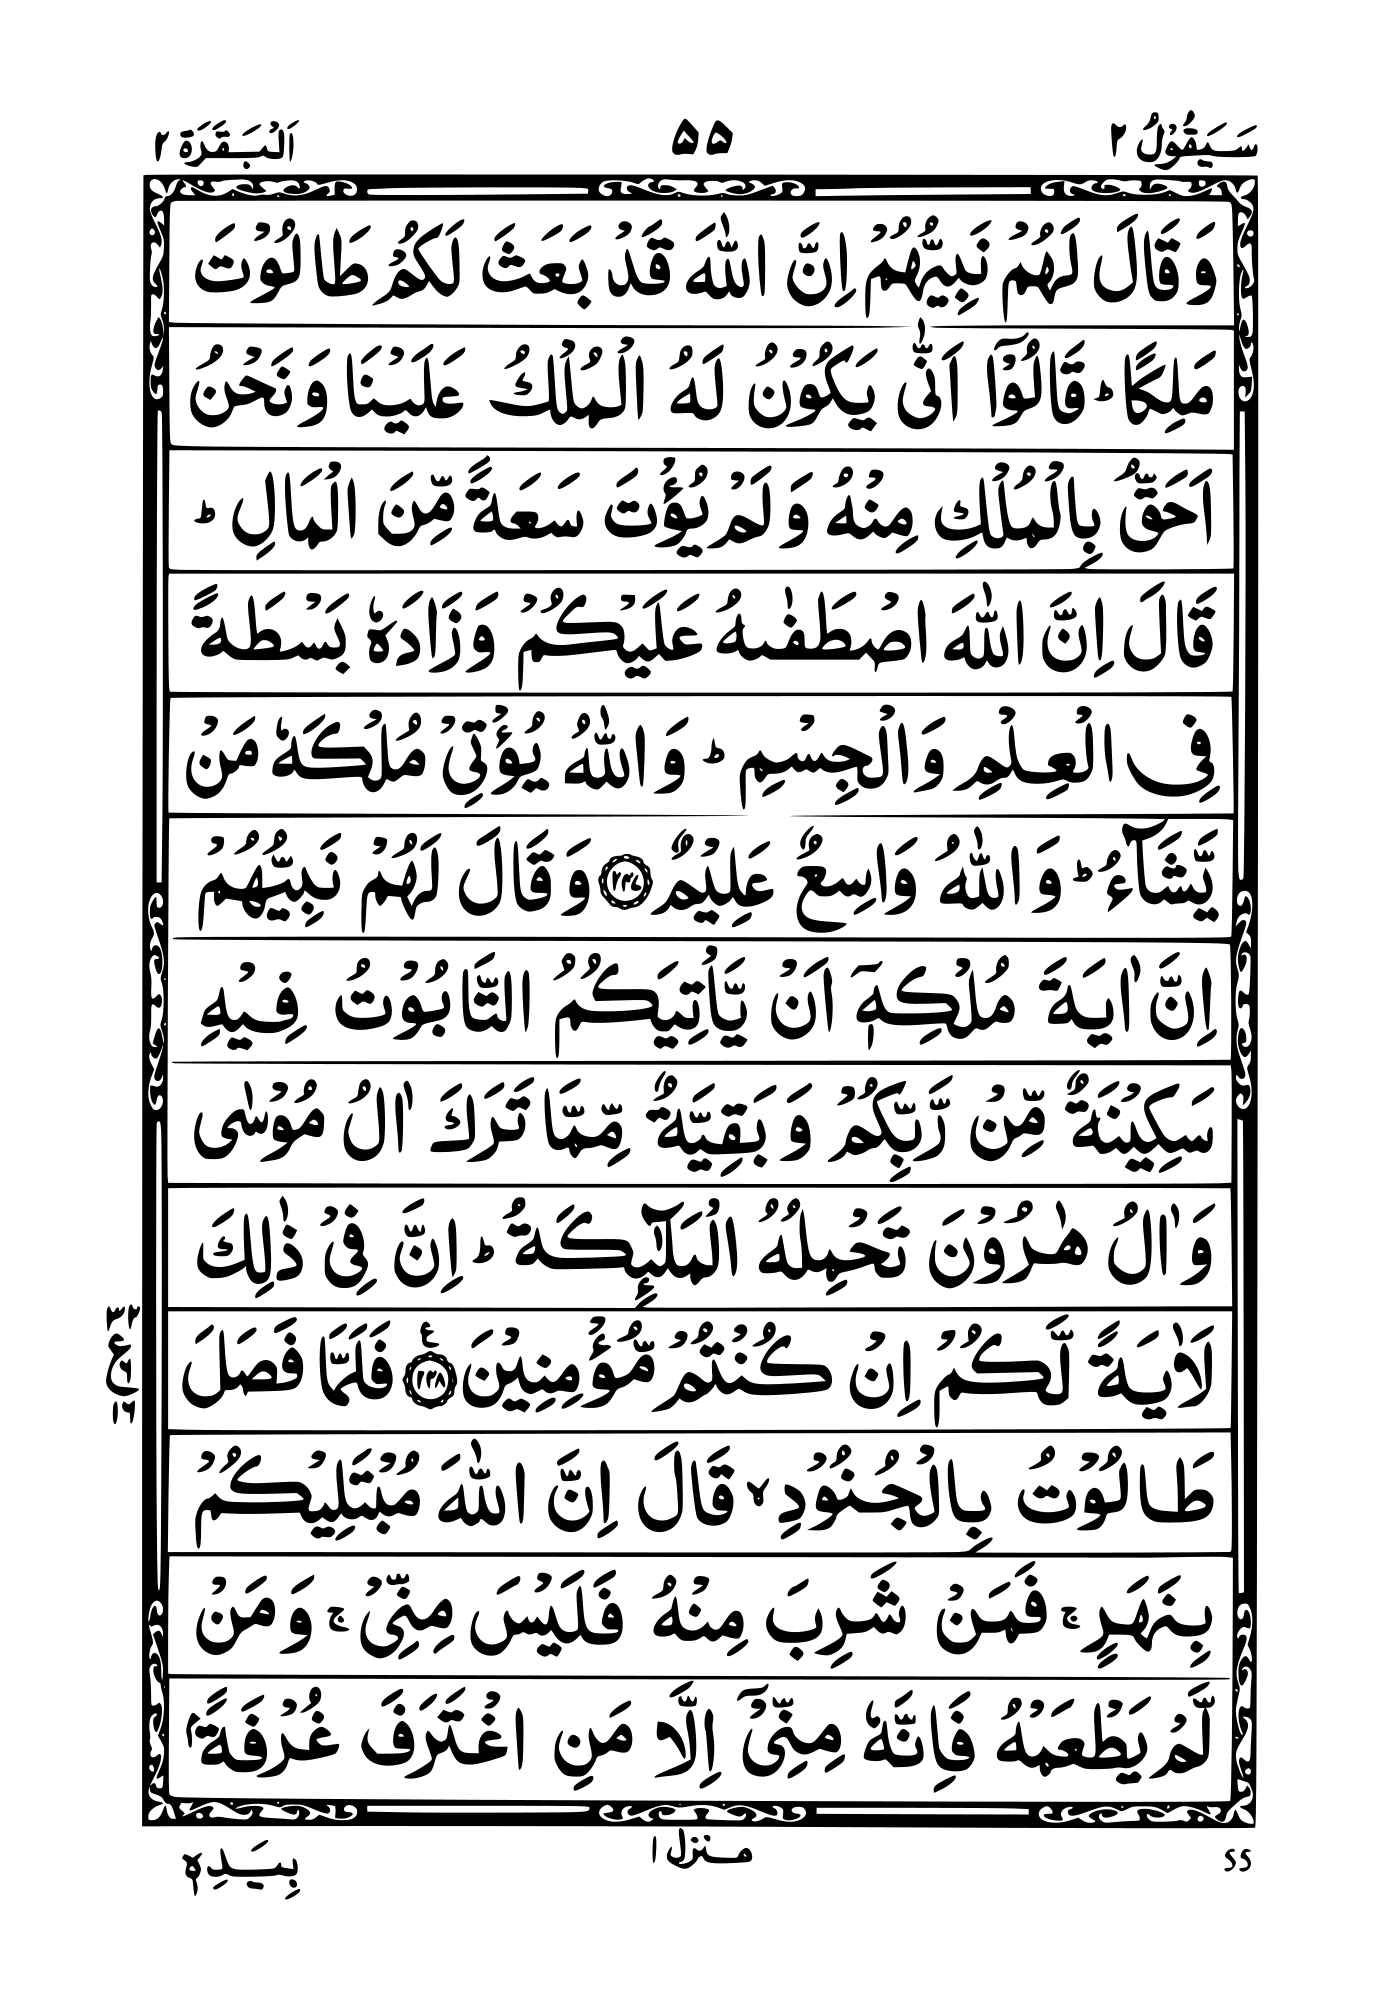 سَيَقُوْلُ ٢
٥٥
اَلْبَقَرَة ٢
وَ قَالَ لَهُمْ نَبِيُّهُمْ اِنَّ اللّٰهَ قَدْ بَعَثَ لَكُمْ طَالُوْتَ
مَلِكًا ؕ قَالُوْۤا اَنّٰى يَكُوْنُ لَهُ الْمُلْكُ عَلَيْنَا وَ نَحْنُ
اَحَقُّ بِالْمُلْكِ مِنْهُ وَ لَمْ يُؤْتَ سَعَةً مِّنَ الْمَالِ ؕ
قَالَ اِنَّ اللّٰهَ اصْطَفٰىهُ عَلَيْكُمْ وَ زَادَهٗ بَسْطَةً
فِي الْعِلْمِ وَ الْجِسْمِ ؕ وَ اللّٰهُ يُؤْتِيْ مُلْكَهٗ مَنْ
يَّشَآءُ ؕ وَ اللّٰهُ وَاسِعٌ عَلِيْمٌ ﴿٢٤٧﴾ وَ قَالَ لَهُمْ نَبِيُّهُمْ
اِنَّ اٰيَةَ مُلْكِهٖۤ اَنْ يَّاْتِيَكُمُ التَّابُوْتُ فِيْهِ
سَكِيْنَةٌ مِّنْ رَّبِّكُمْ وَ بَقِيَّةٌ مِّمَّا تَرَكَ اٰلُ مُوْسٰى
وَ اٰلُ هٰرُوْنَ تَحْمِلُهُ الْمَلٰٓئِكَةُ ؕ اِنَّ فِيْ ذٰلِكَ
لَاٰيَةً لَّكُمْ اِنْ كُنْتُمْ مُّؤْمِنِيْنَ ﴿٢٤٨﴾ ع فَلَمَّا فَصَلَ
٣٢
ع
١٦
١٦
طَالُوْتُ بِالْجُنُوْدِ ۙ قَالَ اِنَّ اللّٰهَ مُبْتَلِيْكُمْ
بِنَهَرٍ ۚ فَمَنْ شَرِبَ مِنْهُ فَلَيْسَ مِنِّيْ ۚ وَ مَنْ
لَّمْ يَطْعَمْهُ فَاِنَّهٗ مِنِّيْۤ اِلَّا مَنِ اغْتَرَفَ غُرْفَةًۢ
55
منزل ١
بِيَدِهٖ